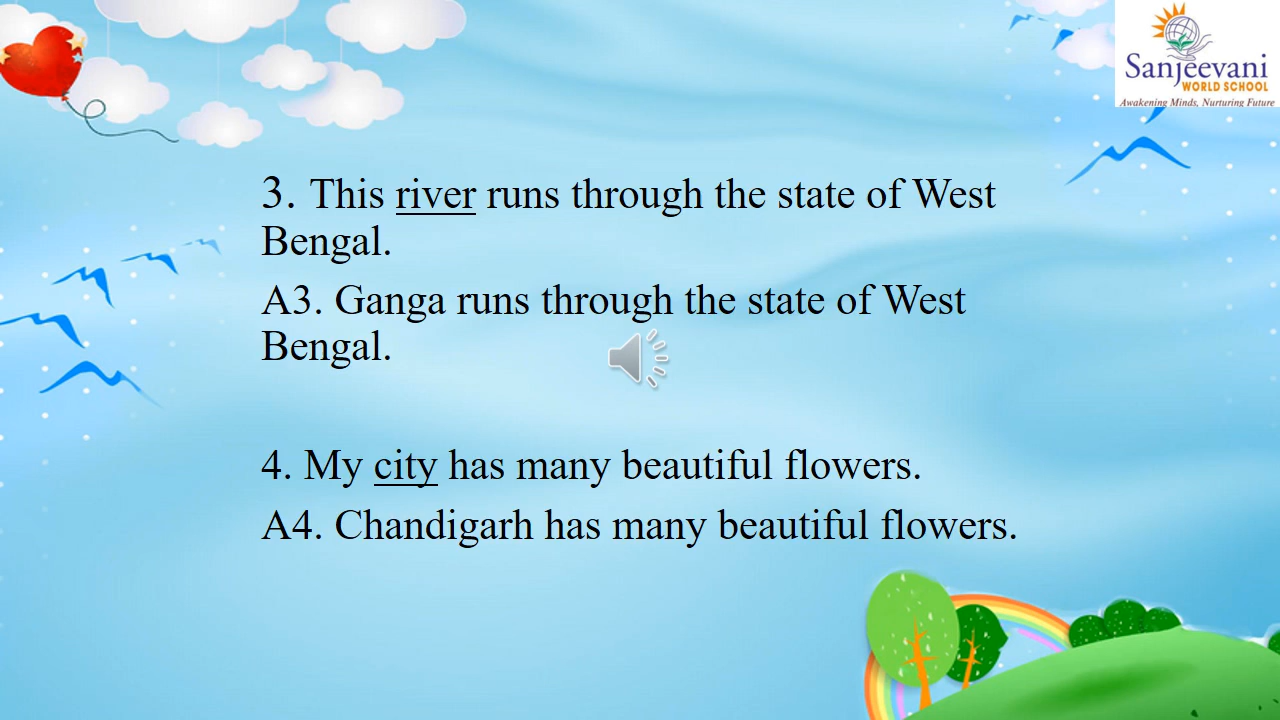 Sanjeevani
WORLD SCHOOL
Awakening Minds, Nurturing Future
3. This river runs through the state of West
Bengal.
A3. Ganga runs through the state of West
Bengal.
4. My city has many beautiful flowers.
A4. Chandigarh has many beautiful flowers.